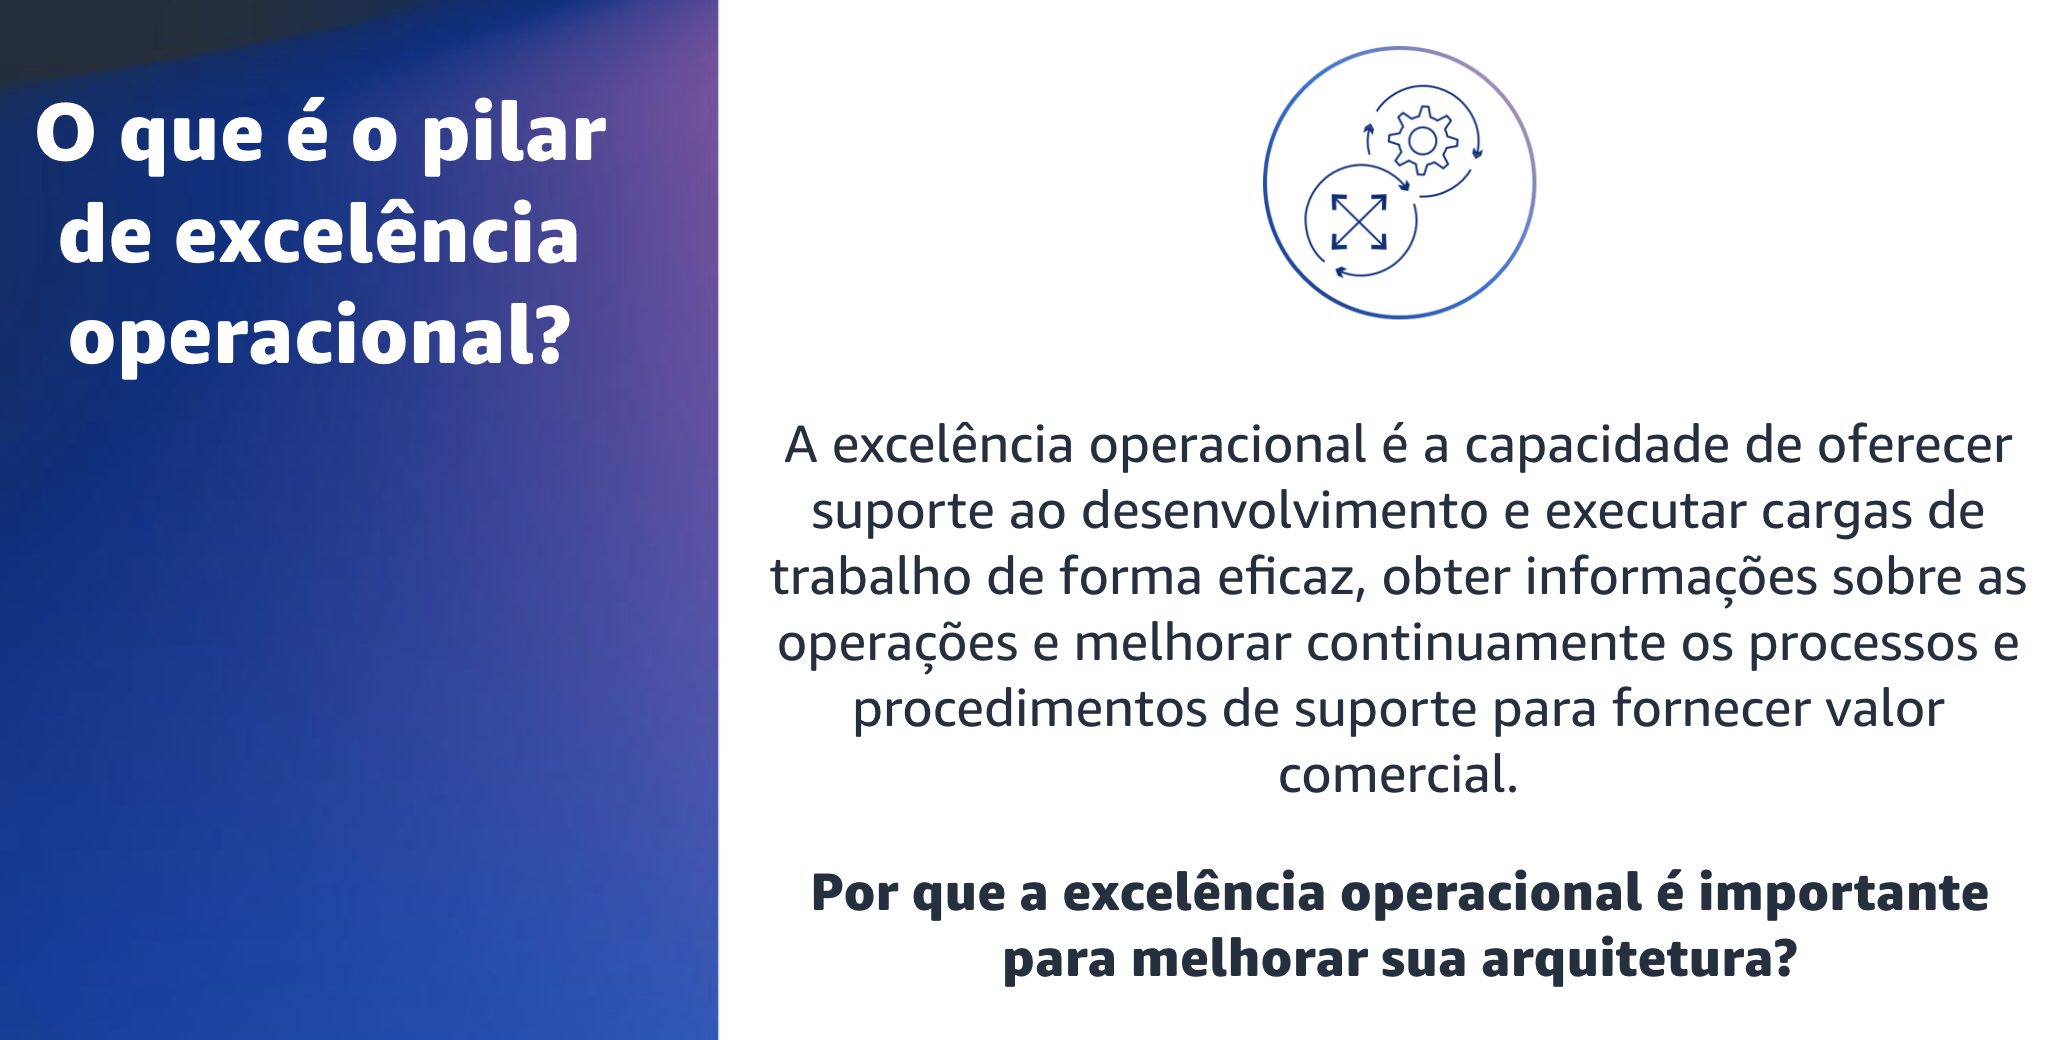 O que é o pilar
de excelência
operacional?
A excelência operacional é a capacidade de oferecer
suporte ao desenvolvimento e executar cargas de
trabalho de forma eficaz, obter informações sobre as
operações e melhorar continuamente os processos e
procedimentos de suporte para fornecer valor
comercial.
Por que a excelência operacional é importante
para melhorar sua arquitetura?